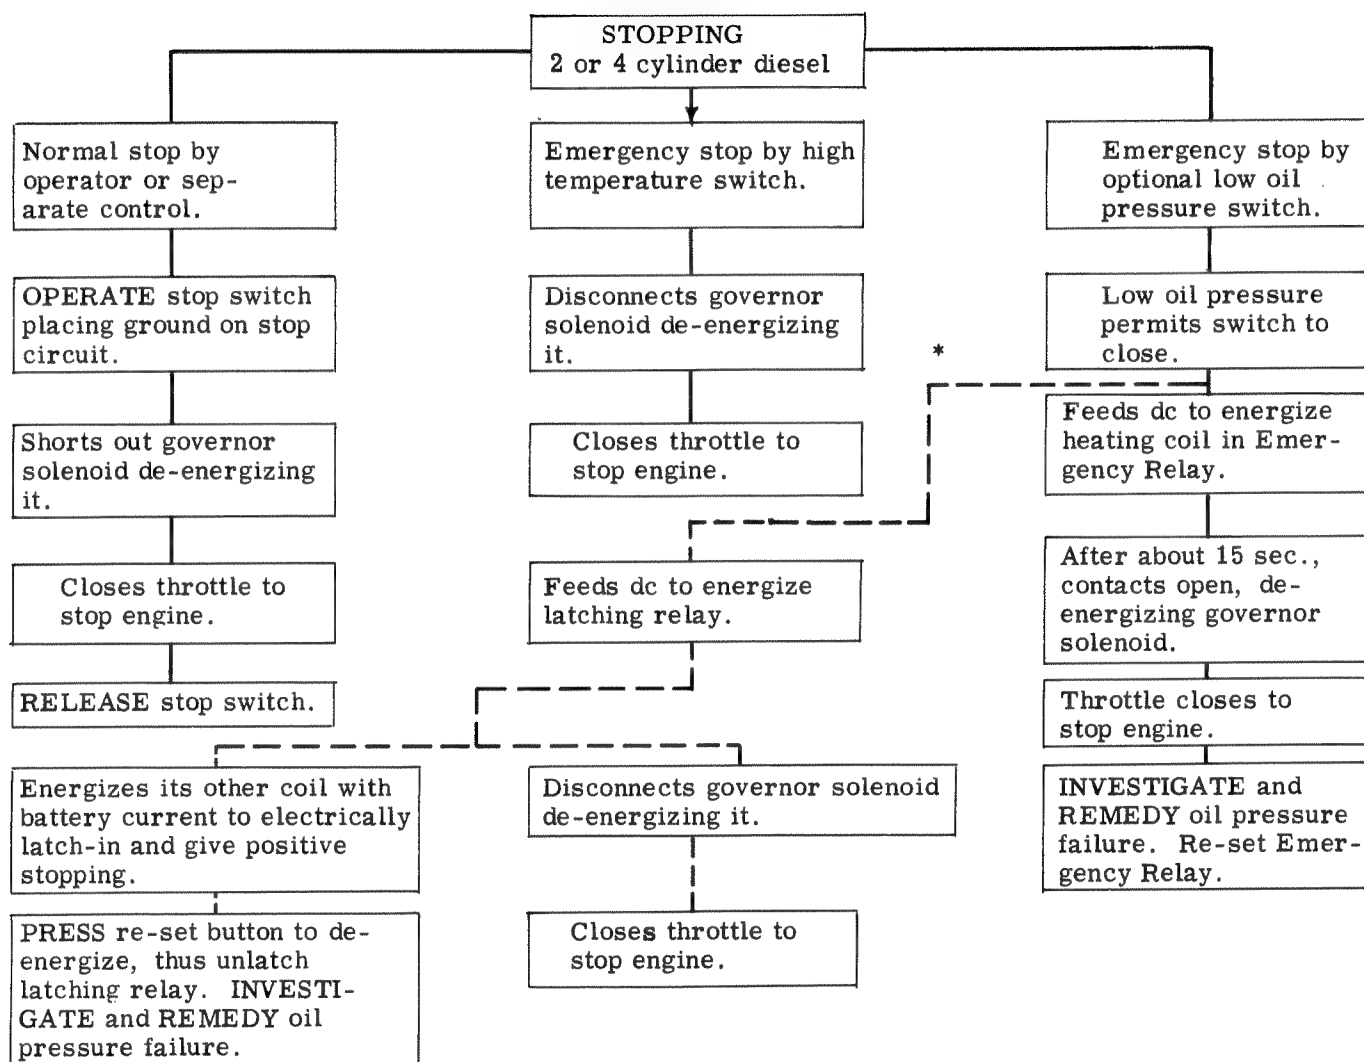 STOPPING
2 or 4 cylinder diesel
Normal stop by
operator or sep-
arate control.
OPERATE stop switch
placing ground on stop
circuit.
Shorts out governor
solenoid de-energizing
it.
Closes throttle to
stop engine.
RELEASE stop switch.
Emergency stop by high
temperature switch.
Disconnects governor
solenoid de-energizing
it.
Closes throttle to
stop engine.
Emergency stop by
optional low oil
pressure switch.
Low oil pressure
permits switch to
close.
*
Feeds dc to energize
heating coil in Emer-
gency Relay.
After about 15 sec.,
contacts open, de-
energizing governor
solenoid.
Throttle closes to
stop engine.
INVESTIGATE and
REMEDY oil pressure
failure. Re-set Emer-
gency Relay.
Feeds dc to energize
latching relay.
Energizes its other coil with
battery current to electrically
latch-in and give positive
stopping.
PRESS re-set button to de-
energize, thus unlatch
latching relay. INVESTI-
GATE and REMEDY oil
pressure failure.
Disconnects governor solenoid
de-energizing it.
Closes throttle to
stop engine.